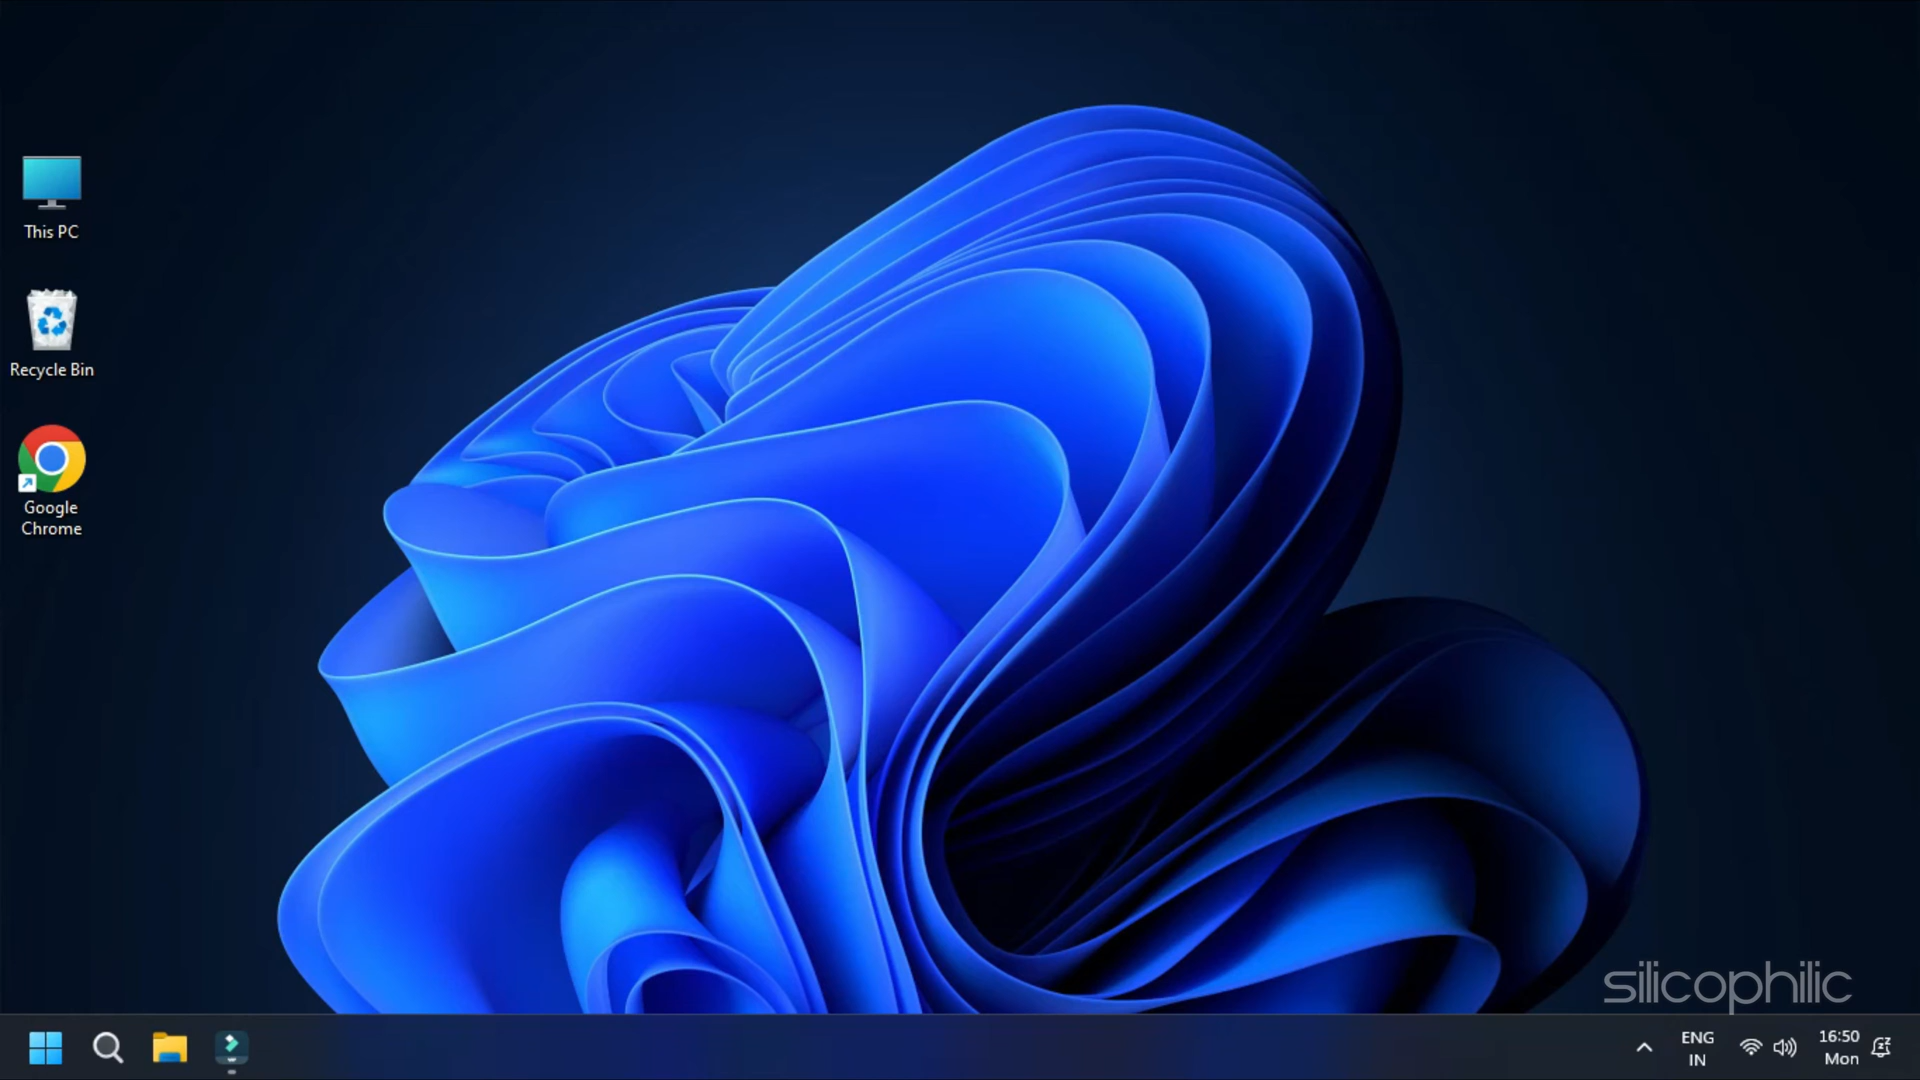 This PC
Recycle Bin
Google
Chrome
silicophilic
ENG
IN
16:50
Mon